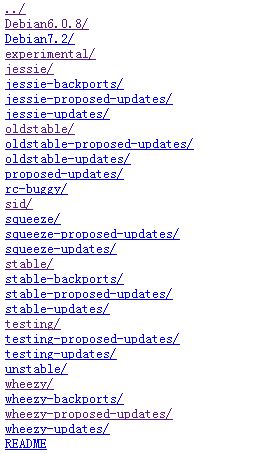 ../
Debian6.0.8/
Debian7.2/
experimental/
jessie/
jessie-backports/
jessie-proposed-updates/
jessie-updates/
oldstable/
oldstable-proposed-updates/
oldstable-updates/
proposed-updates/
rc-buggy/
sid/
squeeze/
squeeze-proposed-updates/
squeeze-updates/
stable/
stable-backports/
stable-proposed-updates/
stable-updates/
testing/
testing-proposed-updates/
testing-updates/
unstable/
wheezy/
wheezy-backports/
wheezy-proposed-updates/
wheezy-updates/
README